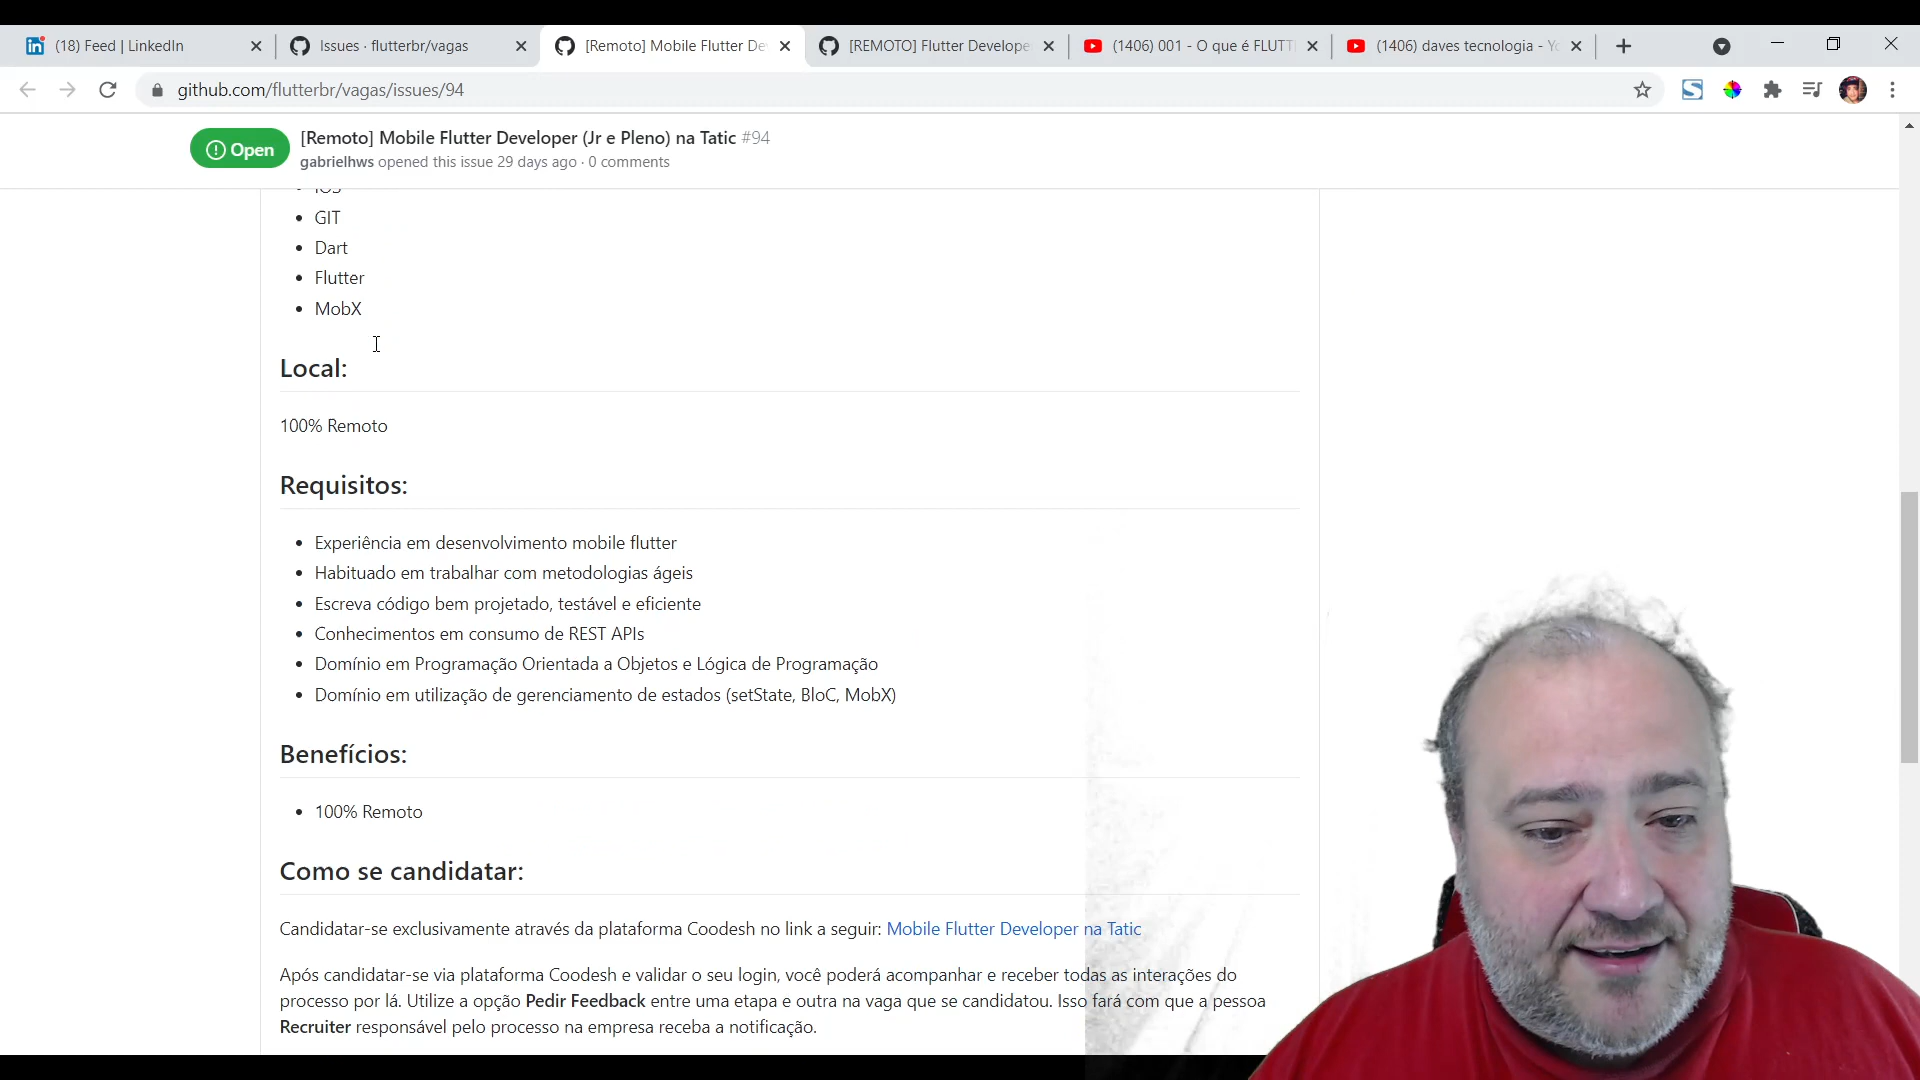 (18) Feed | LinkedIn
Issues · flutterbr/vagas
[Remoto] Mobile Flutter De
[REMOTO] Flutter Develope
(1406) 001 - O que é FLUTT
(1406) daves tecnologia - Yo
github.com/flutterbr/vagas/issues/94
Open
[Remoto] Mobile Flutter Developer (Jr e Pleno) na Tatic #94
gabrielhws opened this issue 29 days ago · 0 comments
• iOS
• GIT
• Dart
• Flutter
• MobX
Local:
100% Remoto
Requisitos:
• Experiência em desenvolvimento mobile flutter
• Habituado em trabalhar com metodologias ágeis
• Escreva código bem projetado, testável e eficiente
• Conhecimentos em consumo de REST APIs
• Domínio em Programação Orientada a Objetos e Lógica de Programação
• Domínio em utilização de gerenciamento de estados (setState, BloC, MobX)
Benefícios:
• 100% Remoto
Como se candidatar:
Candidatar-se exclusivamente através da plataforma Coodesh no link a seguir: Mobile Flutter Developer na Tatic
Após candidatar-se via plataforma Coodesh e validar o seu login, você poderá acompanhar e receber todas as interações do
processo por lá. Utilize a opção Pedir Feedback entre uma etapa e outra na vaga que se candidatou. Isso fará com que a pessoa
Recruiter responsável pelo processo na empresa receba a notificação.